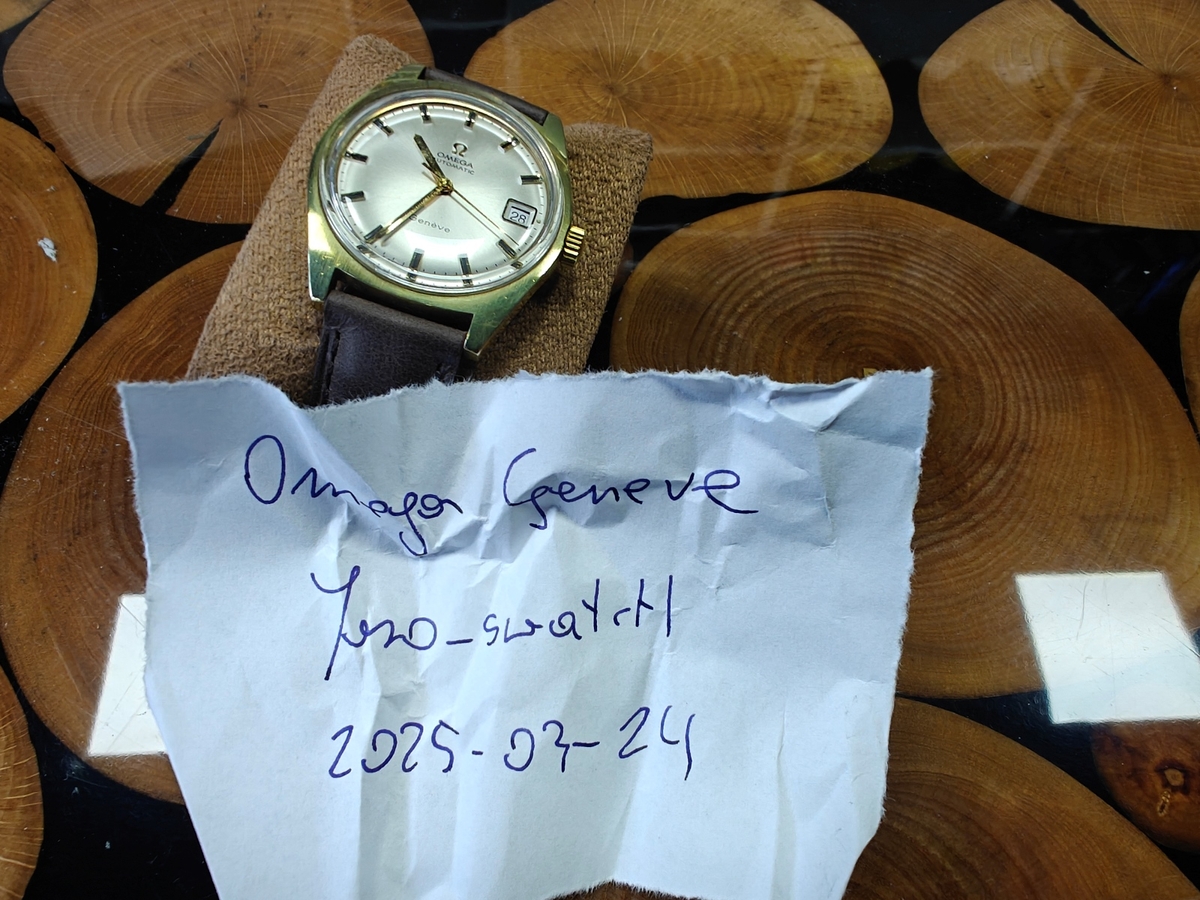 Ω
OMEGA
AUTOMATIC
28
Genève
Omega Geneve
2025-03-24